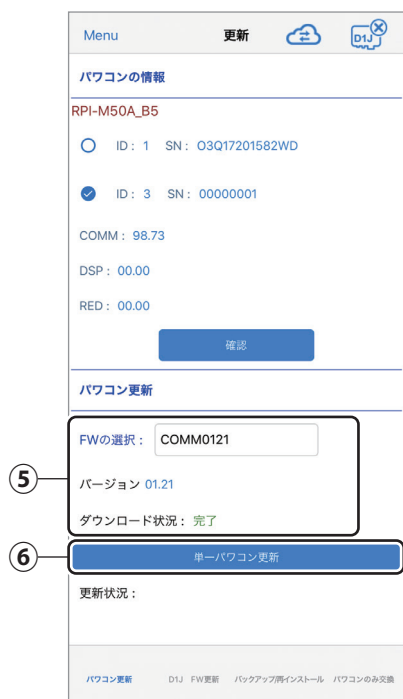 Menu 更新 D1J
パワコンの情報
RPI-M50A_B5
ID : 1 SN : O3Q17201582WD
ID : 3 SN : 00000001
COMM : 98.73
DSP : 00.00
RED : 00.00
確認
パワコン更新
⑤
FWの選択 : COMM0121
バージョン 01.21
ダウンロード状況 : 完了
⑥
単一パワコン更新
更新状況 :
パワコン更新 D1J FW更新 バックアップ/再インストール パワコンのみ交換